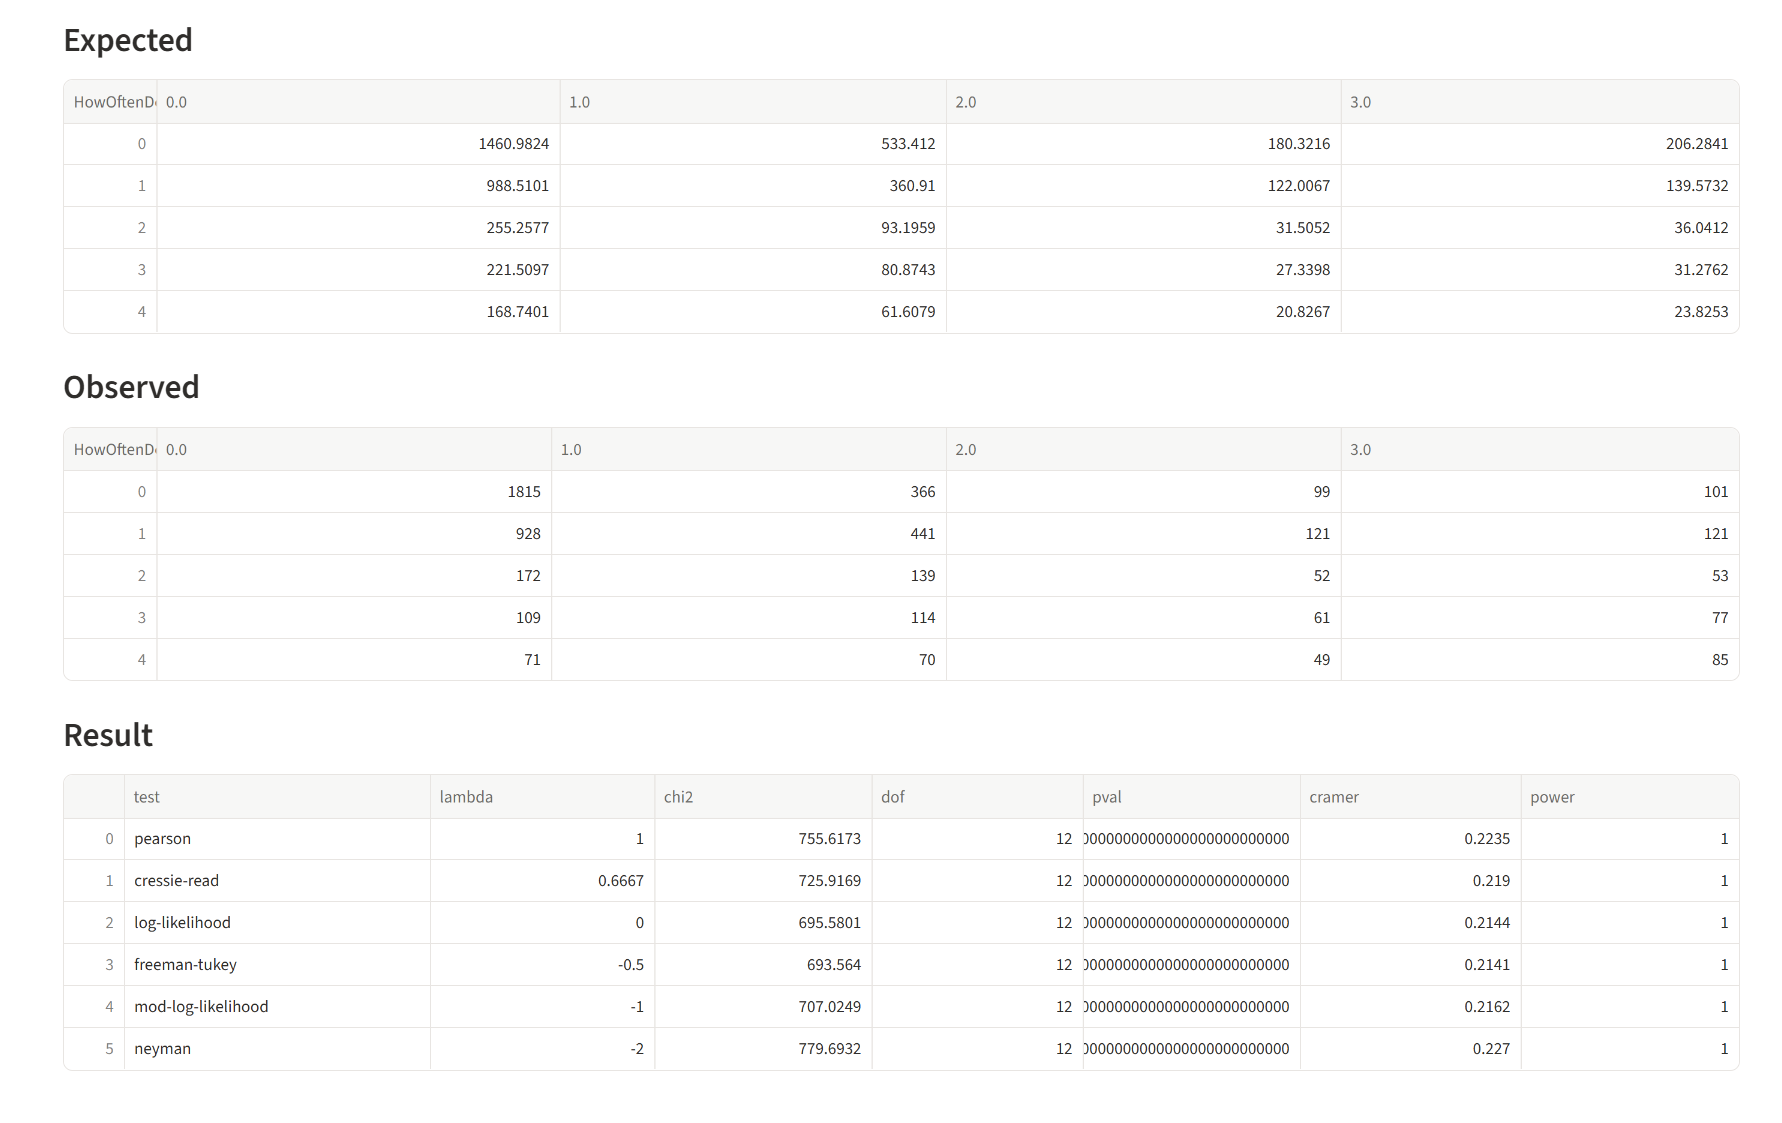 Expected
HowOftenD 0.0 1.0 2.0 3.0
0 1460.9824 533.412 180.3216 206.2841
1 988.5101 360.91 122.0067 139.5732
2 255.2577 93.1959 31.5052 36.0412
3 221.5097 80.8743 27.3398 31.2762
4 168.7401 61.6079 20.8267 23.8253
Observed
HowOftenD 0.0 1.0 2.0 3.0
0 1815 366 99 101
1 928 441 121 121
2 172 139 52 53
3 109 114 61 77
4 71 70 49 85
Result
test lambda chi2 dof pval cramer power
0 pearson 1 755.6173 12 0000000000000000000000000 0.2235 1
1 cressie-read 0.6667 725.9169 12 0000000000000000000000000 0.219 1
2 log-likelihood 0 695.5801 12 0000000000000000000000000 0.2144 1
3 freeman-tukey -0.5 693.564 12 0000000000000000000000000 0.2141 1
4 mod-log-likelihood -1 707.0249 12 0000000000000000000000000 0.2162 1
5 neyman -2 779.6932 12 0000000000000000000000000 0.227 1